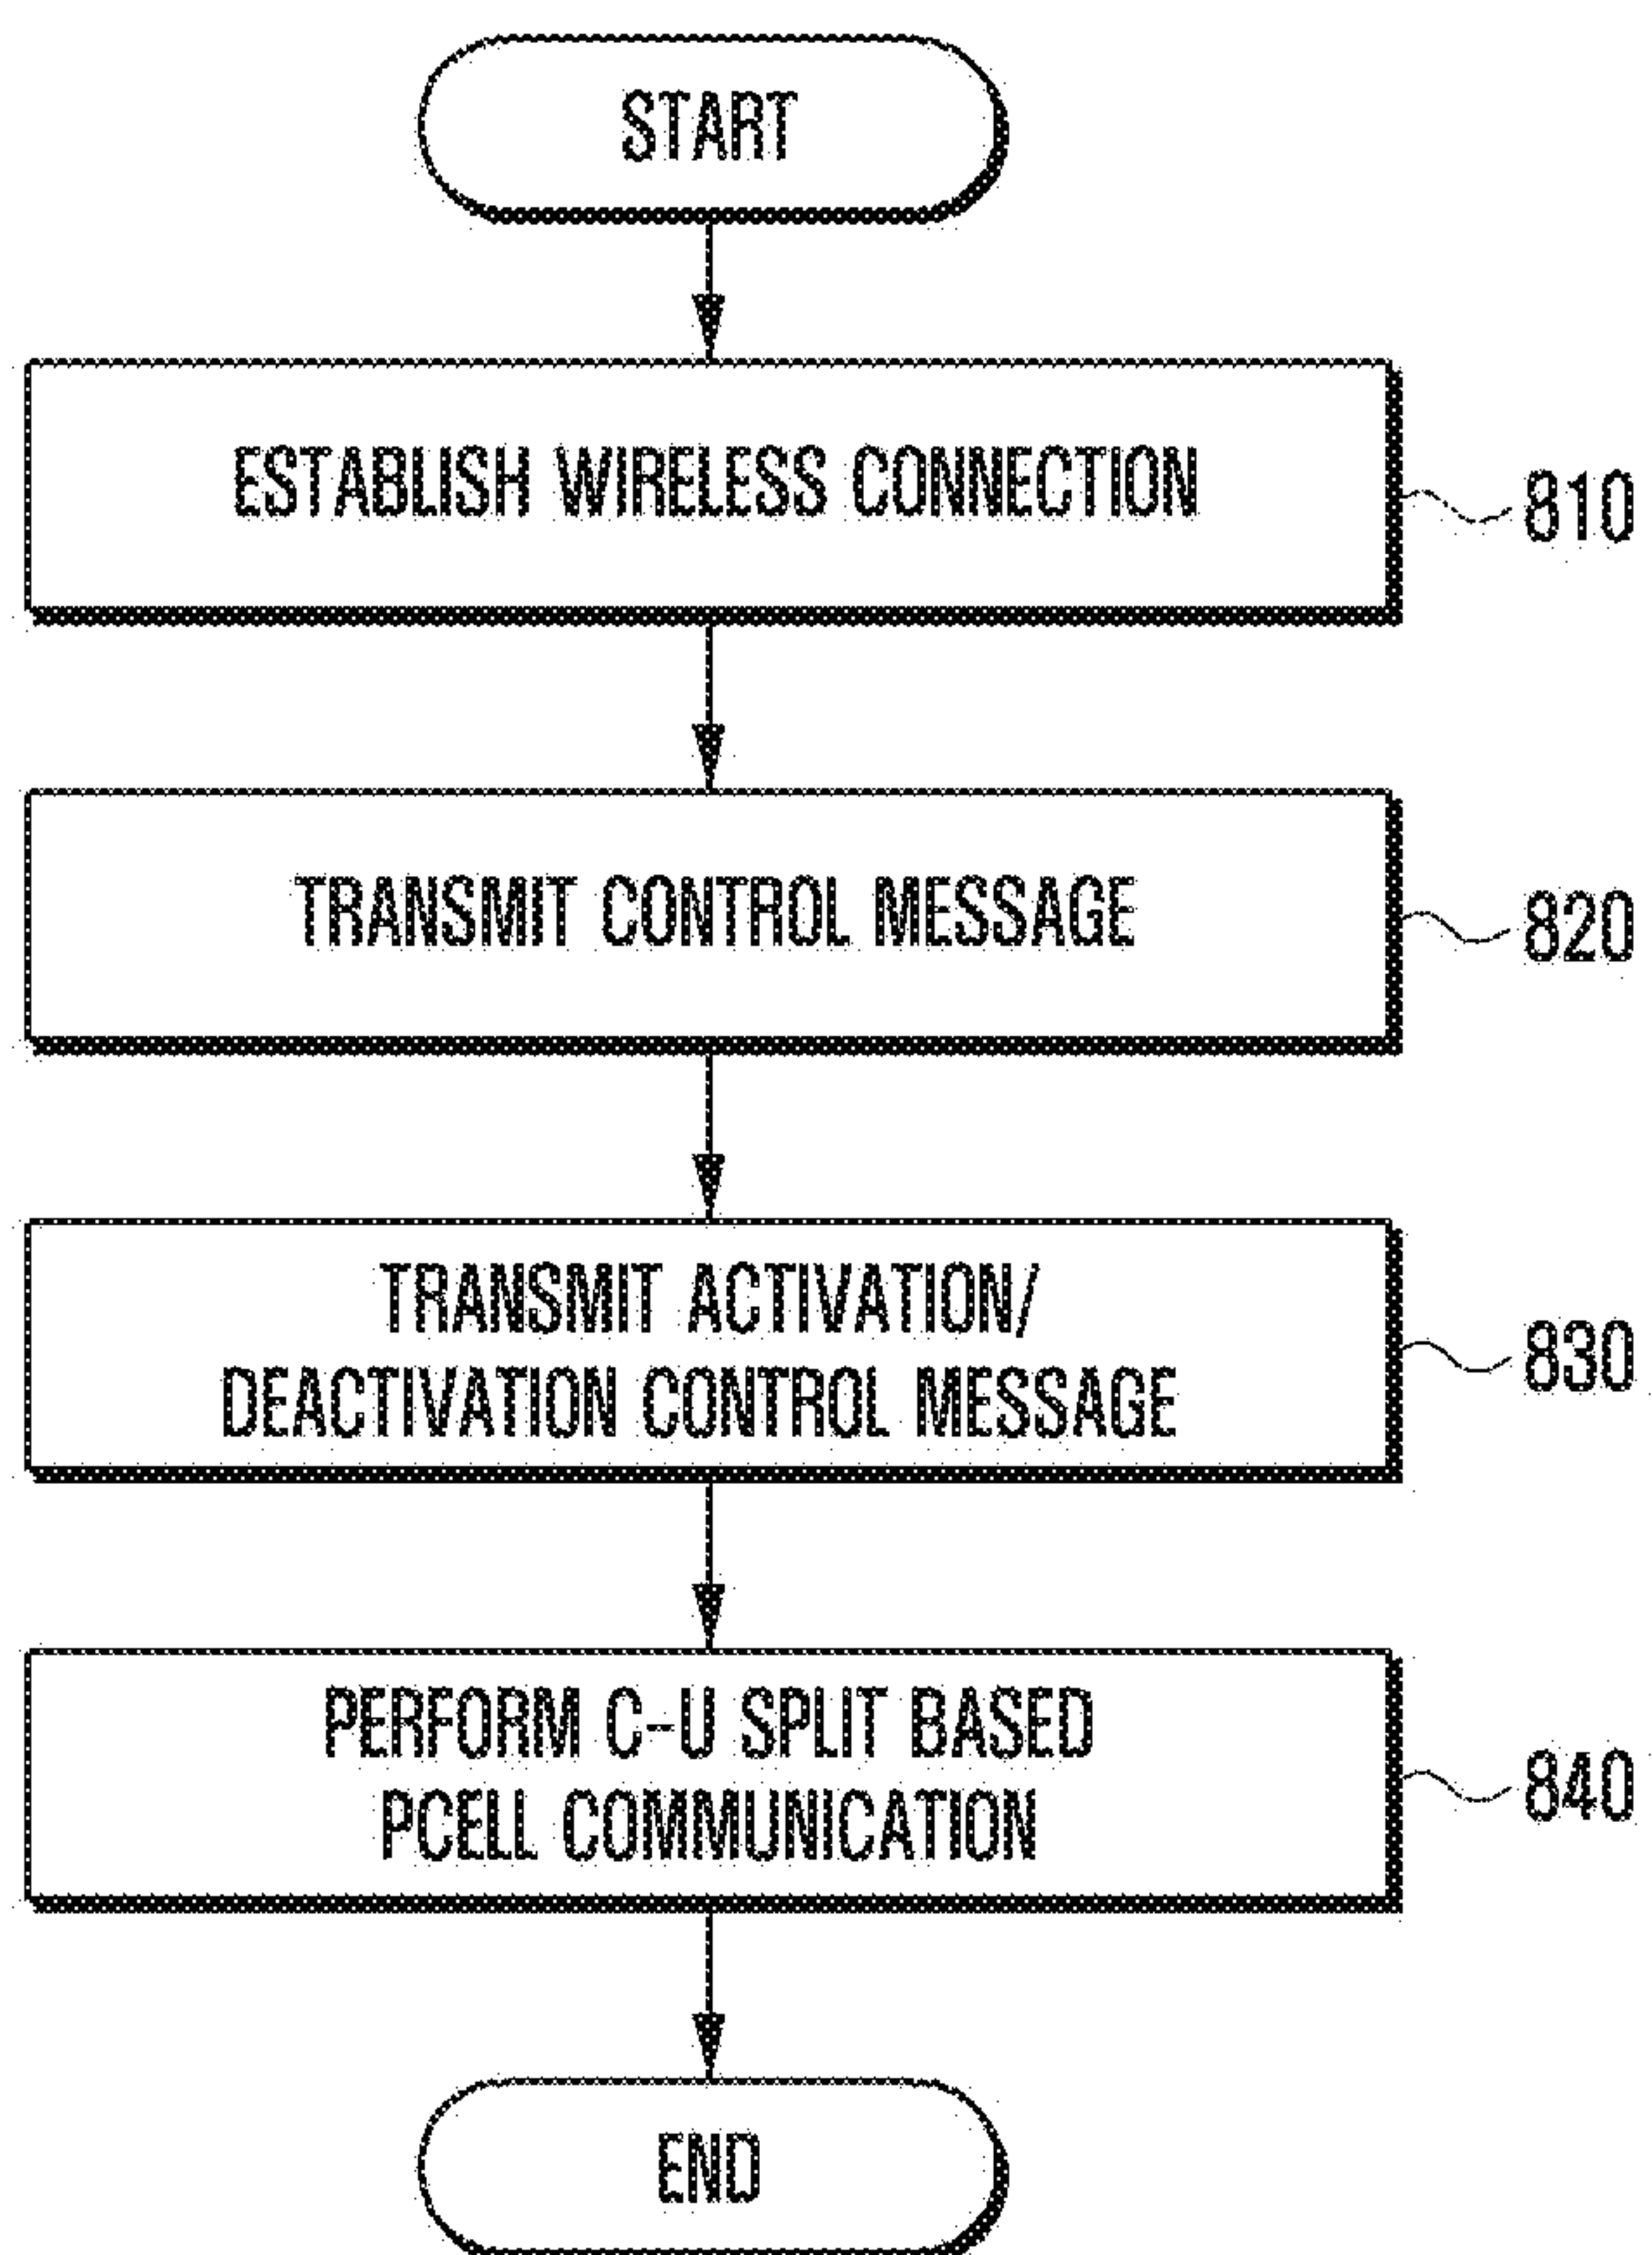 START
ESTABLISH WIRELESS CONNECTION
810
TRANSMIT CONTROL MESSAGE
820
TRANSMIT ACTIVATION/
DEACTIVATION CONTROL MESSAGE
830
PERFORM C-U SPLIT BASED
PCELL COMMUNICATION
840
END